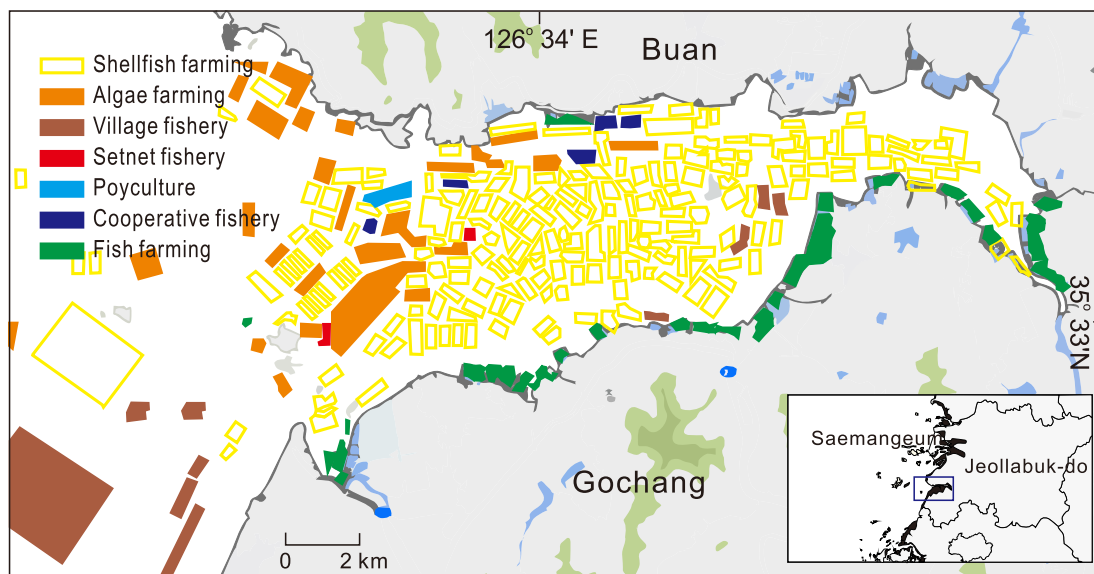 126° 34' E
Buan
Shellfish farming
Algae farming
Village fishery
Setnet fishery
Poyculture
Cooperative fishery
Fish farming
35° 33'N
Saemangeum
Jeollabuk-do
Gochang
0 2 km